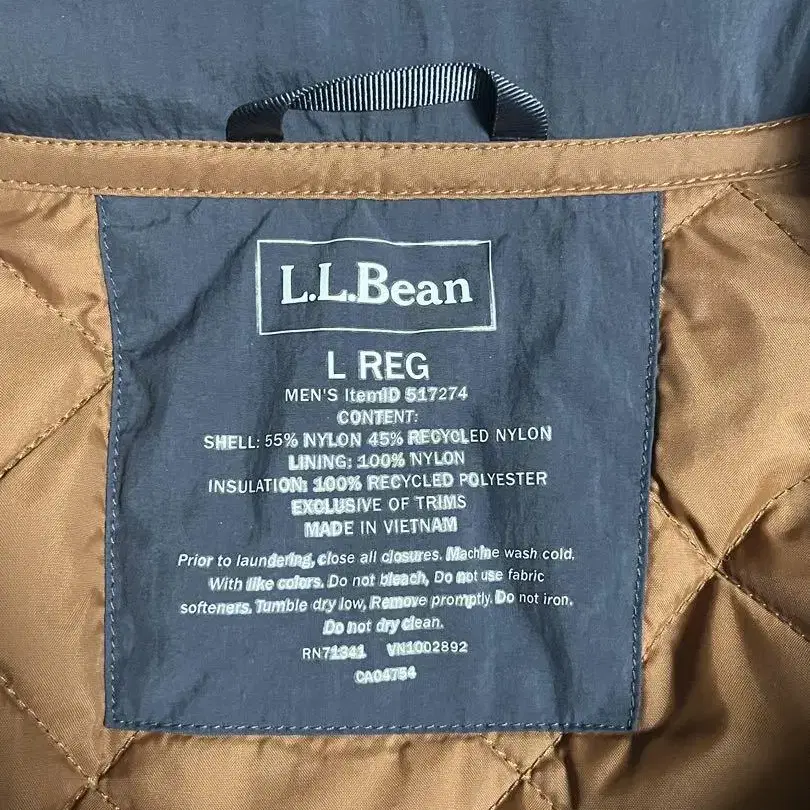 L.L.Bean
L REG
MEN'S ItemID 517274
CONTENT:
SHELL: 55% NYLON 45% RECYCLED NYLON
LINING: 100% NYLON
INSULATION: 100% RECYCLED POLYESTER
EXCLUSIVE OF TRIMS
MADE IN VIETNAM
Prior to laundering, close all closures. Machine wash cold.
With like colors. Do not bleach, Do not use fabric
softeners. Tumble dry low, Remove promptly. Do not iron.
Do not dry clean.
RN71341 VN1002892
CA04754